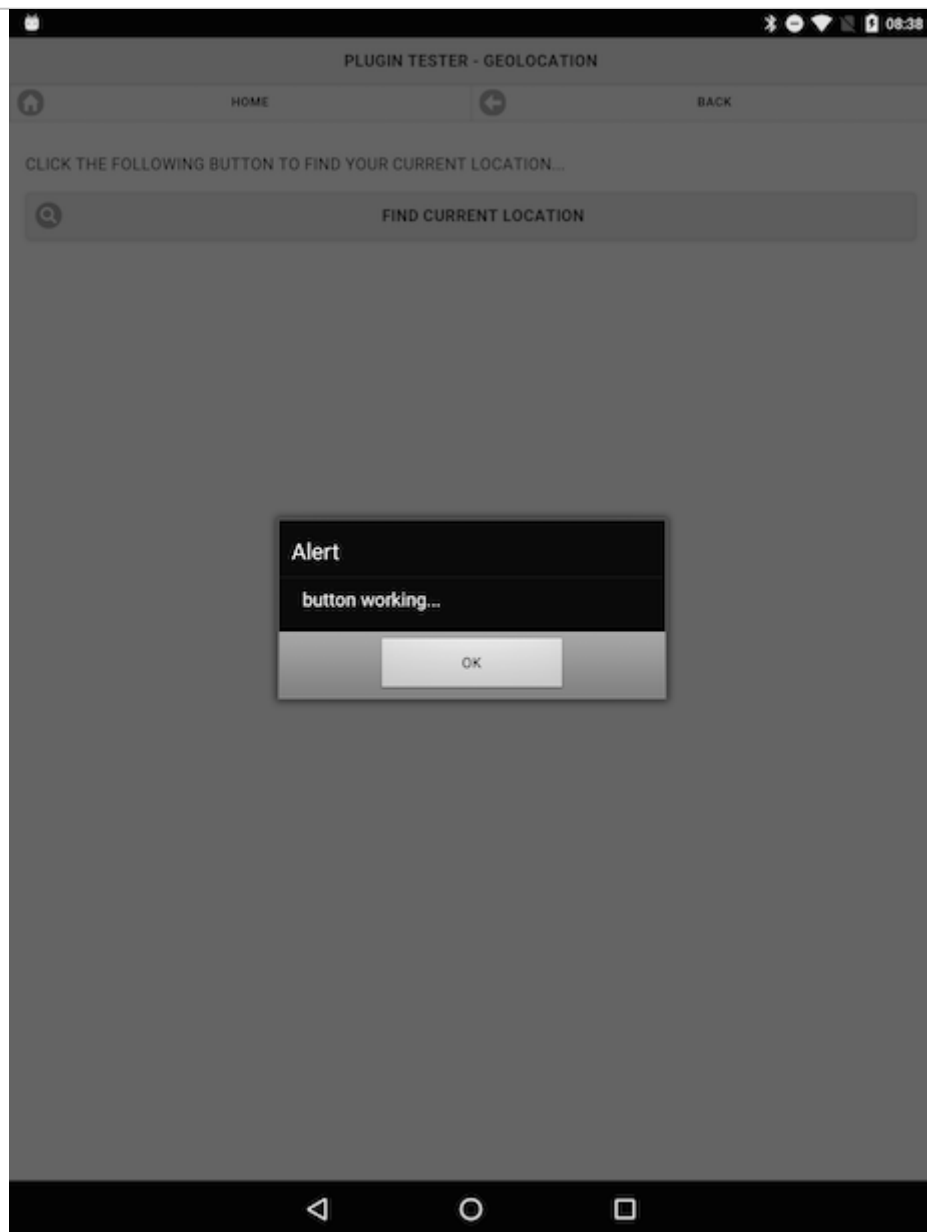 08:38
PLUGIN TESTER - GEOLOCATION
HOME BACK
CLICK THE FOLLOWING BUTTON TO FIND YOUR CURRENT LOCATION...
FIND CURRENT LOCATION
Alert
button working...
OK